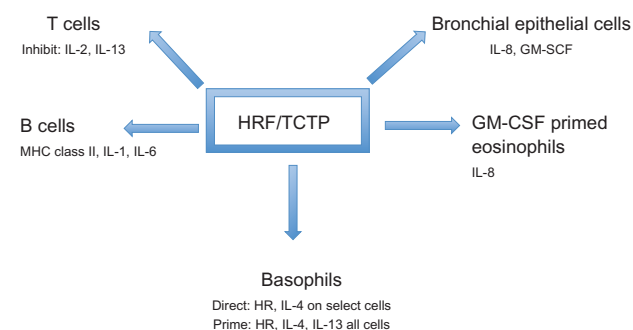 T cells
Inhibit: IL-2, IL-13
Bronchial epithelial cells
IL-8, GM-SCF
HRF/TCTP
B cells
MHC class II, IL-1, IL-6
GM-CSF primed
eosinophils
IL-8
Basophils
Direct: HR, IL-4 on select cells
Prime: HR, IL-4, IL-13 all cells